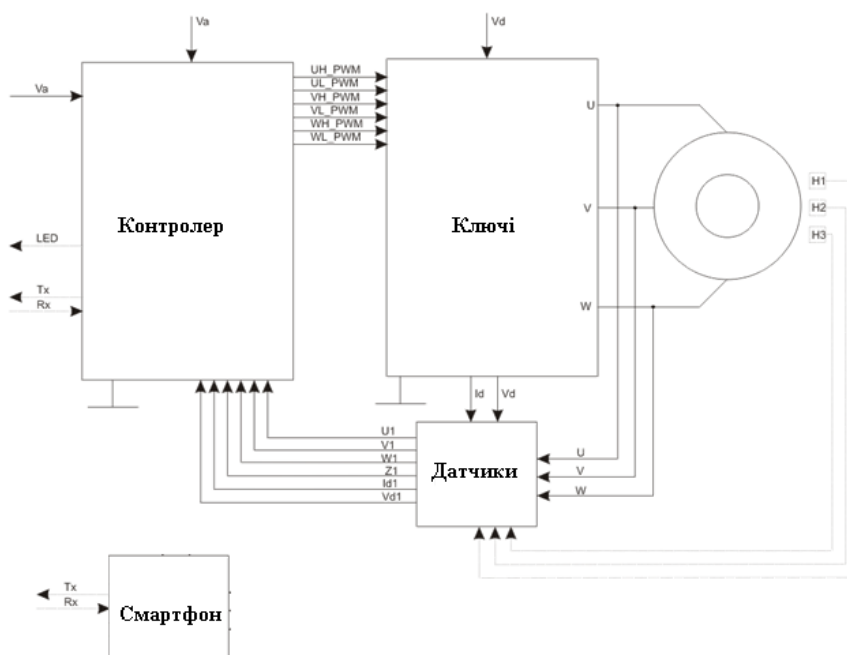 Va
Vd
Va
UH_PWM
UL_PWM
VH_PWM
VL_PWM
WH_PWM
WL_PWM
U
H1
V
H2
H3
Контролер
Ключі
LED
Tx
Rx
W
Id
Vd
U1
V1
W1
Z1
Id1
Vd1
Датчики
U
V
W
Tx
Rx
Смартфон